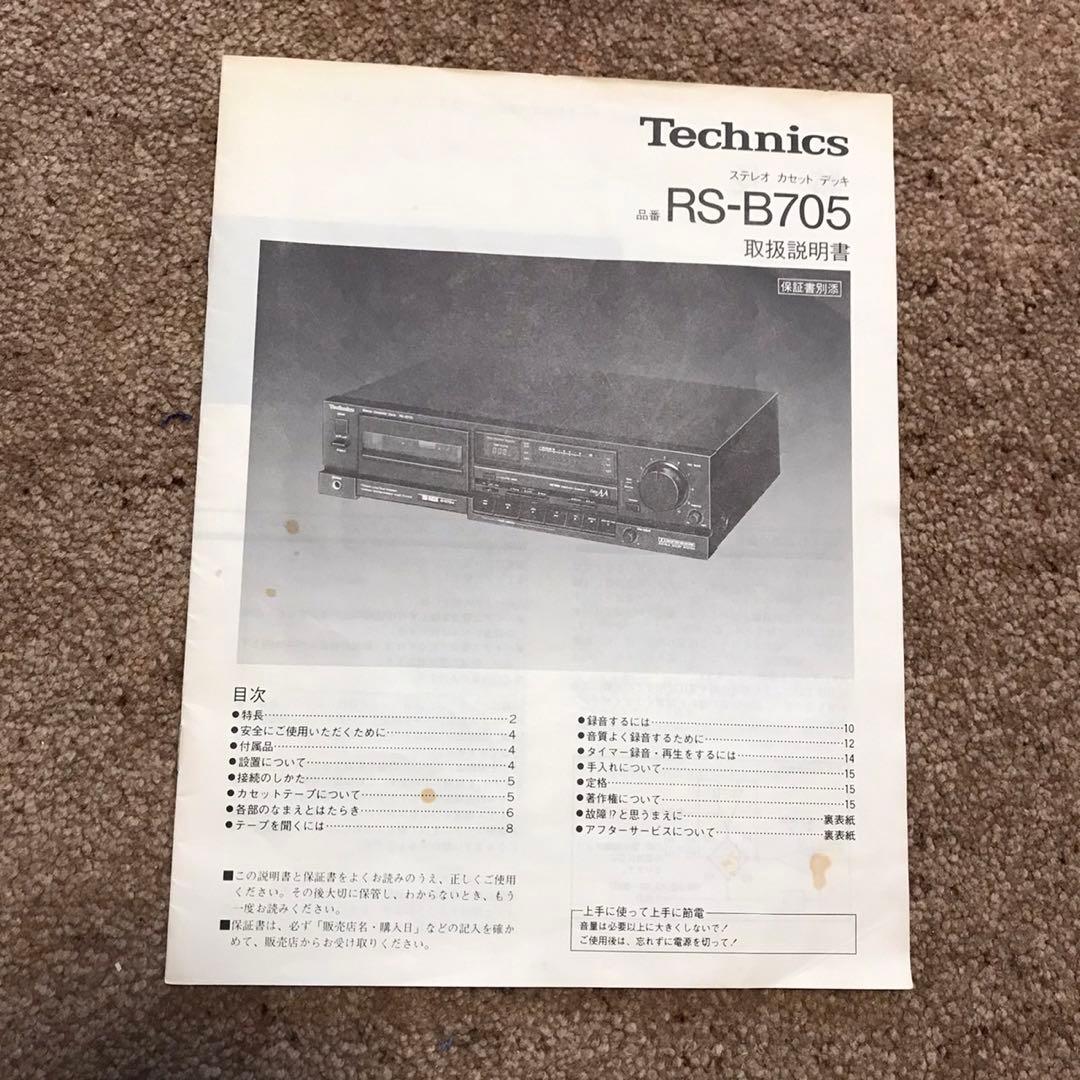 Technics
ステレオ カセット デッキ
品番 RS-B705
取扱説明書
保証書別添
Technics
目次
●特長 2
●安全にご使用いただくために 4
●付属品 4
●設置について 4
●接続のしかた 5
●カセットテープについて 5
●各部のなまえとはたらき 6
●テープを聞くには 8
●録音するには 10
●音質よく録音するために 12
●タイマー録音・再生をするには 14
●手入れについて 15
●定格 15
●著作権について 15
●故障!?と思うまえに 裏表紙
●アフターサービスについて 裏表紙
■この説明書と保証書をよくお読みのうえ、正しくご使用
ください。その後大切に保管し、わからないとき、もう
一度お読みください。
■保証書は、必ず「販売店名・購入日」などの記入を確か
めて、販売店からお受け取りください。
上手に使って上手に節電
音量は必要以上に大きくしないで!
ご使用後は、忘れずに電源を切って!